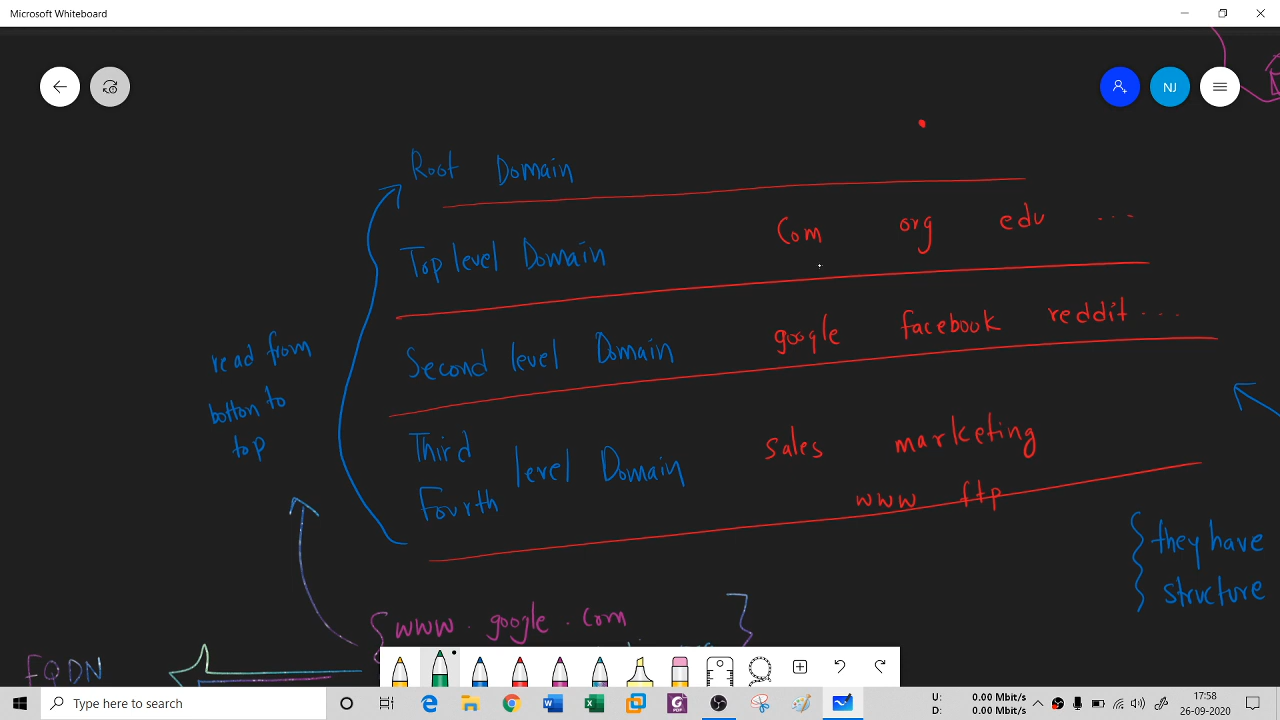 Microsoft Whiteboard
NJ
.
Root Domain
Top level Domain com org edu ...
Second level Domain google facebook reddit ...
Third
Fourth level Domain sales marketing
www ftp
read from
botton to
top
they have
structure
www . google . com
FQDN
Type here to search
U: 0.00 Mbit/s
D: 0.00 Mbit/s
17:58
26-09-2020